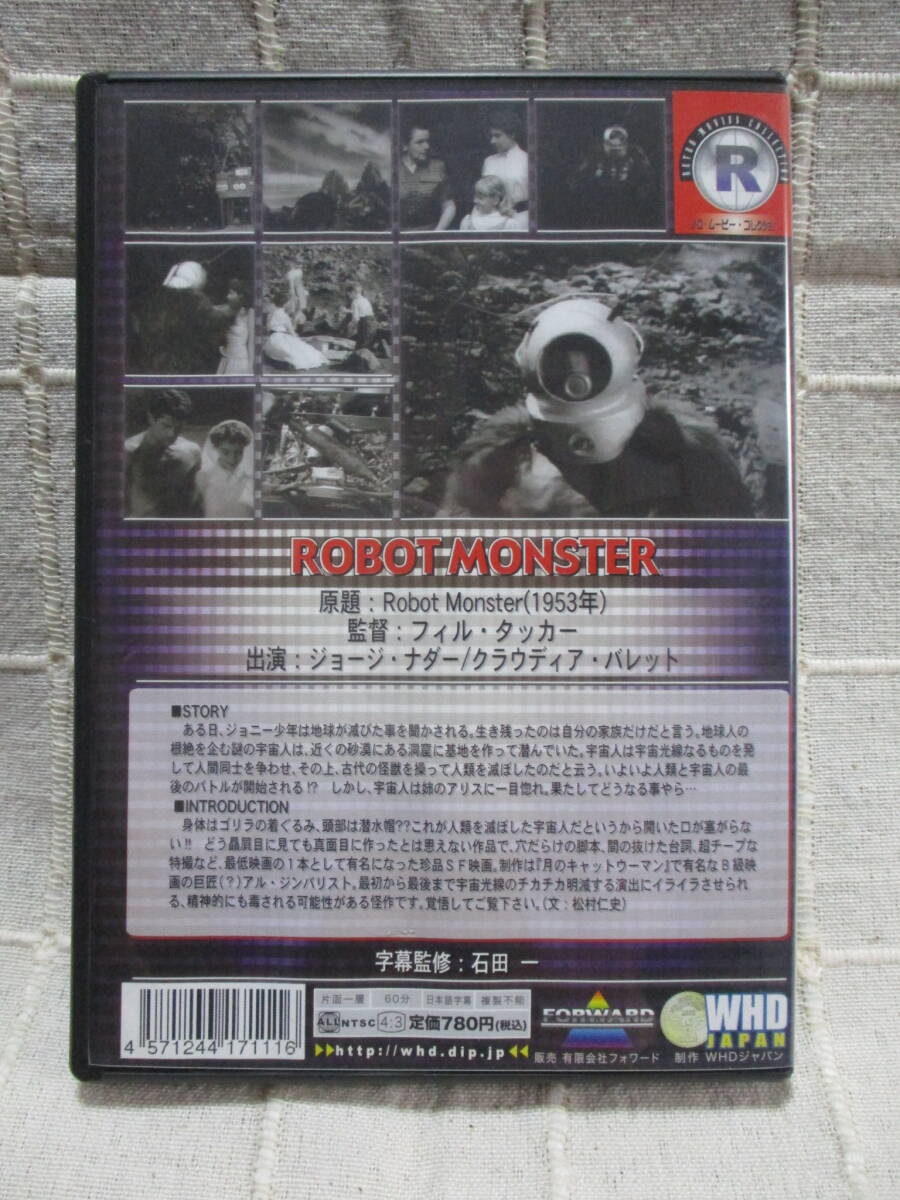 RETRO MOVIES COLLECTION
R
ロ・ムービー・コレクショ
ROBOT MONSTER
原題：Robot Monster(1953年)
監督：フィル・タッカー
出演：ジョージ・ナダー/クラウディア・バレット
■STORY
ある日、ジョニー少年は地球が滅びた事を聞かされる。生き残ったのは自分の家族だけだと言う。地球人の
根絶を企む謎の宇宙人は、近くの砂漠にある洞窟に基地を作って潜んでいた。宇宙人は宇宙光線なるものを発
して人間同士を争わせ、その上、古代の怪獣を操って人類を滅ぼしたのだと云う。いよいよ人類と宇宙人の最
後のバトルが開始される!?　しかし、宇宙人は姉のアリスに一目惚れ。果たしてどうなる事やら…
■INTRODUCTION
身体はゴリラの着ぐるみ、頭部は潜水帽??これが人類を滅ぼした宇宙人だというから開いた口が塞がらな
い!!　どう贔屓目に見ても真面目に作ったとは思えない作品で、穴だらけの脚本、間の抜けた台詞、超チープな
特撮など、最低映画の1本として有名になった珍品SF映画。制作は『月のキャットウーマン』で有名なB級映
画の巨匠(?)アル・ジンバリスト。最初から最後まで宇宙光線のチカチカ明滅する演出にイライラさせられ
る、精神的にも毒される可能性がある怪作です。覚悟してご覧下さい。(文：松村仁史)
字幕監修：石田 一
片面一層 60分 日本語字幕 複製不能
ALL NTSC 4:3 定価780円(税込)
▶▶http://whd.dip.jp◀◀
4 571244 171116
FORWARD
販売 有限会社フォワード
WHD
JAPAN
制作 WHDジャパン